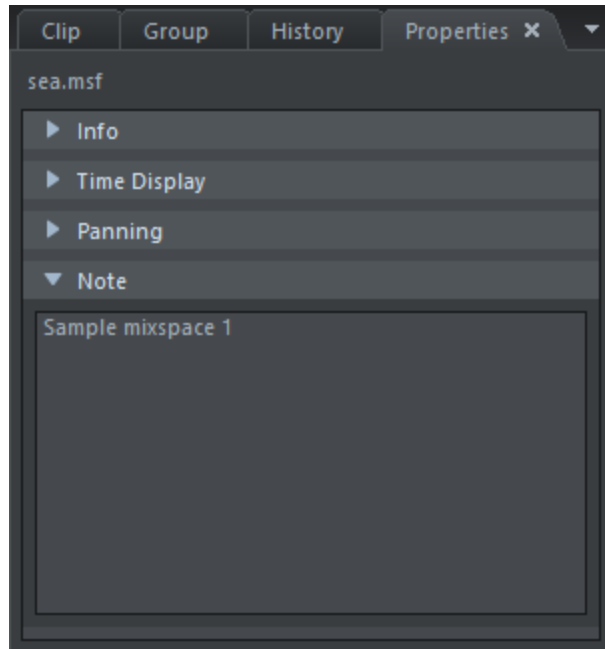 Clip Group History Properties
sea.msf
Info
Time Display
Panning
Note
Sample mixspace 1